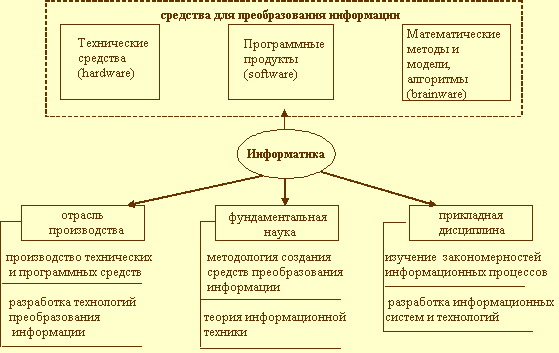 средства для преобразования информации
Технические
средства
(hardware)
Программные
продукты
(software)
Математические
методы и
модели,
алгоритмы
(brainware)
Информатика
отрасль
производства
фундаментальная
наука
прикладная
дисциплина
производство технических
и программных средств
разработка технологий
преобразования
информации
методология создания
средств преобразования
информации
теория информационной
техники
изучение закономерностей
информационных процессов
разработка информационных
систем и технологий